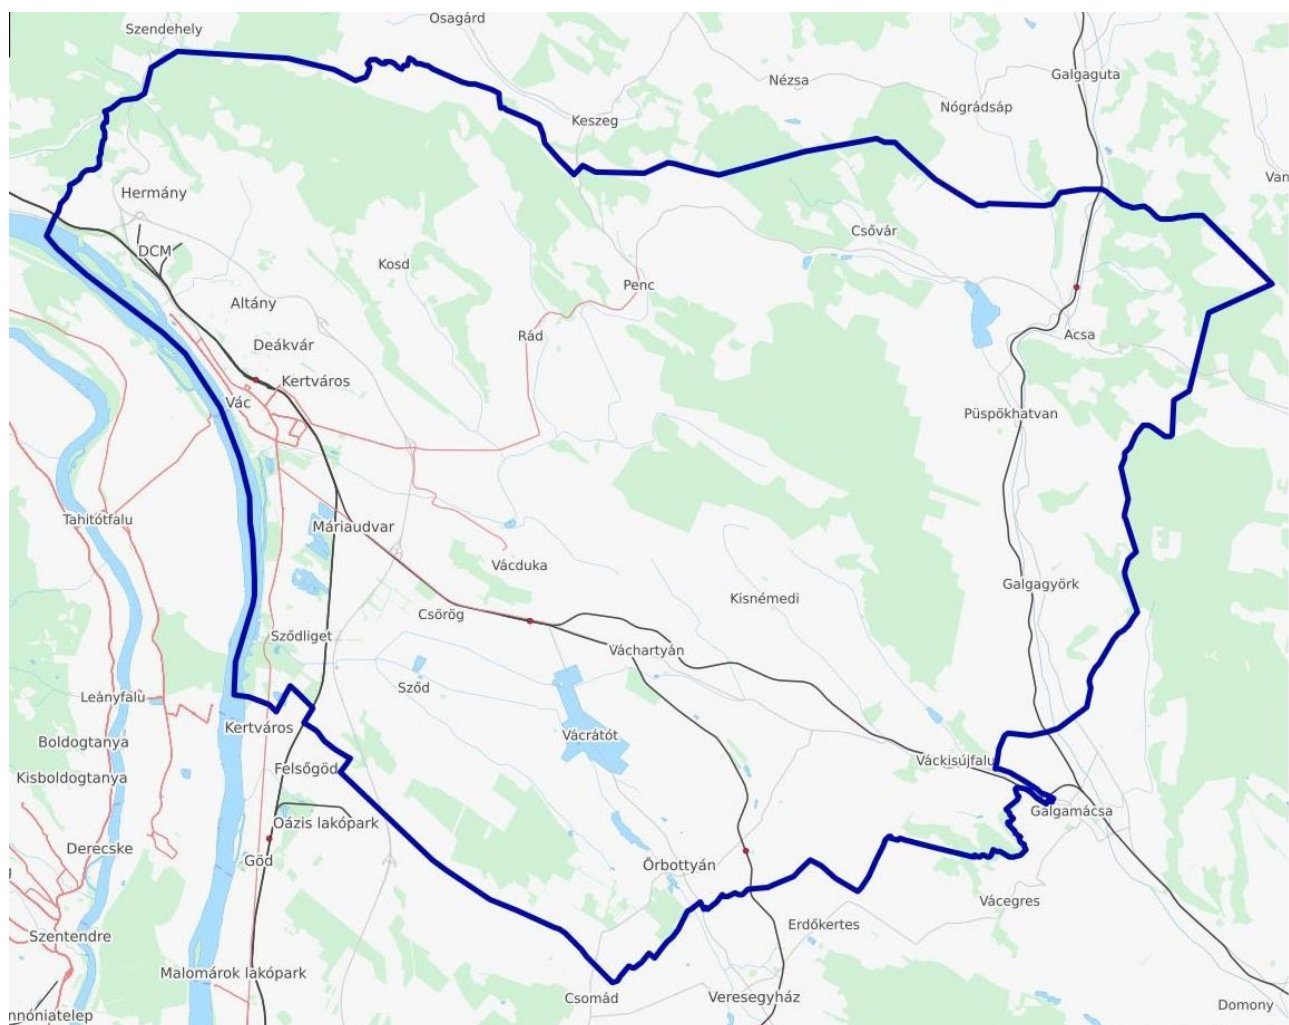 Szendehely
Ősagárd
Nézsa
Galgaguta
Nógrádsáp
Keszeg
Van
Hermány
DCM
Kosd
Csővár
Penc
Altány
Rád
Acsa
Deákvár
Kertváros
Vác
Püspökhatvan
Tahitótfalu
Máriaudvar
Vácduka
Galgagyörk
Kisnémedi
Csörög
Sződliget
Váchartyán
Sződ
Leányfalu
Kertváros
Boldogtanya
Vácrátót
Váckisújfalu
Felsőgöd
Kisboldogtanya
Galgamácsa
Oázis lakópark
Derecske
Göd
Őrbottyán
Vácegres
Erdőkertes
Szentendre
Malomárok lakópark
Csomád
Veresegyház
Domony
nnóniatelep